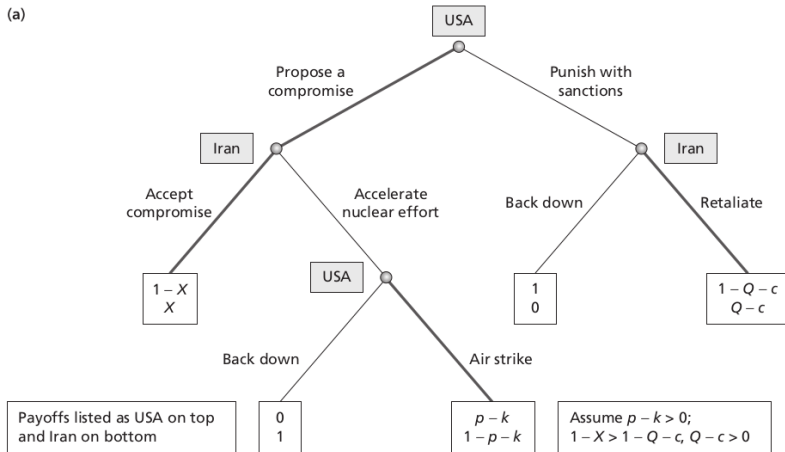 (a)
USA
Propose a
compromise
Punish with
sanctions
Iran
Iran
Accept
compromise
Accelerate
nuclear effort
Back down
Retaliate
1 – X
X
USA
1
0
1 – Q – c
Q – c
Back down
Air strike
Payoffs listed as USA on top
and Iran on bottom
0
1
p – k
1 – p – k
Assume p – k > 0;
1 – X > 1 – Q – c, Q – c > 0